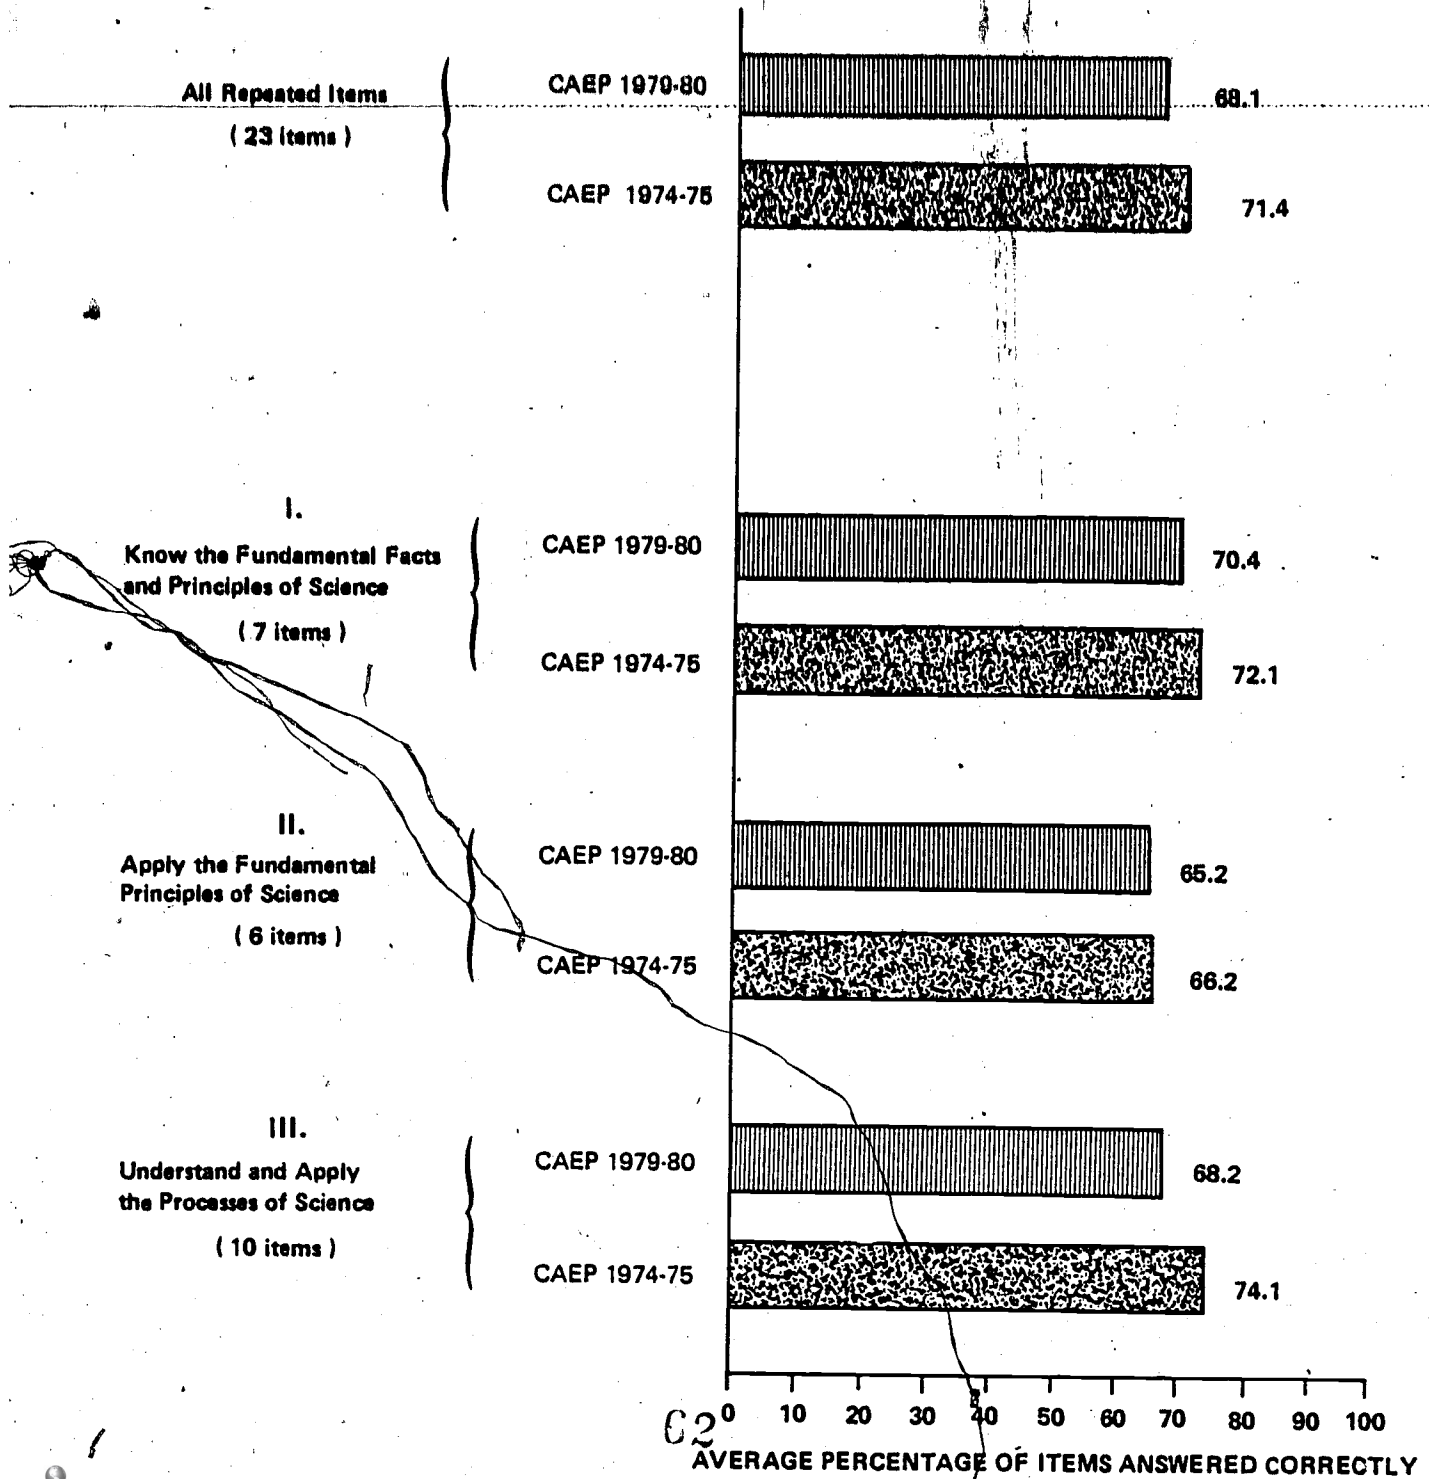 All Repeated Items
( 23 items )
CAEP 1979-80
68.1
CAEP 1974-75
71.4
I.
Know the Fundamental Facts
and Principles of Science
( 7 items )
CAEP 1979-80
70.4
CAEP 1974-75
72.1
II.
Apply the Fundamental
Principles of Science
( 6 items )
CAEP 1979-80
65.2
CAEP 1974-75
66.2
III.
Understand and Apply
the Processes of Science
( 10 items )
CAEP 1979-80
68.2
CAEP 1974-75
74.1
0 10 20 30 40 50 60 70 80 90 100
62
AVERAGE PERCENTAGE OF ITEMS ANSWERED CORRECTLY